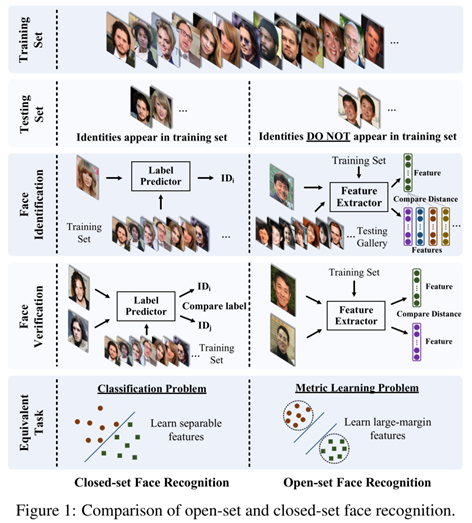 Training
Set
...
Testing
Set
...
Identities appear in training set
...
Identities DO NOT appear in training set
Face
Identification
Label
Predictor
IDi
Training
Set
...
Training Set
Feature
Extractor
Feature
Compare Distance
...
Testing
Gallery
...
Features
Face
Verification
Label
Predictor
IDi
Compare label
IDj
...
Training
Set
Training Set
Feature
Extractor
Feature
Compare Distance
Feature
Equivalent
Task
Classification Problem
Learn separable
features
Metric Learning Problem
Learn large-margin
features
Closed-set Face Recognition
Open-set Face Recognition
Figure 1: Comparison of open-set and closed-set face recognition.